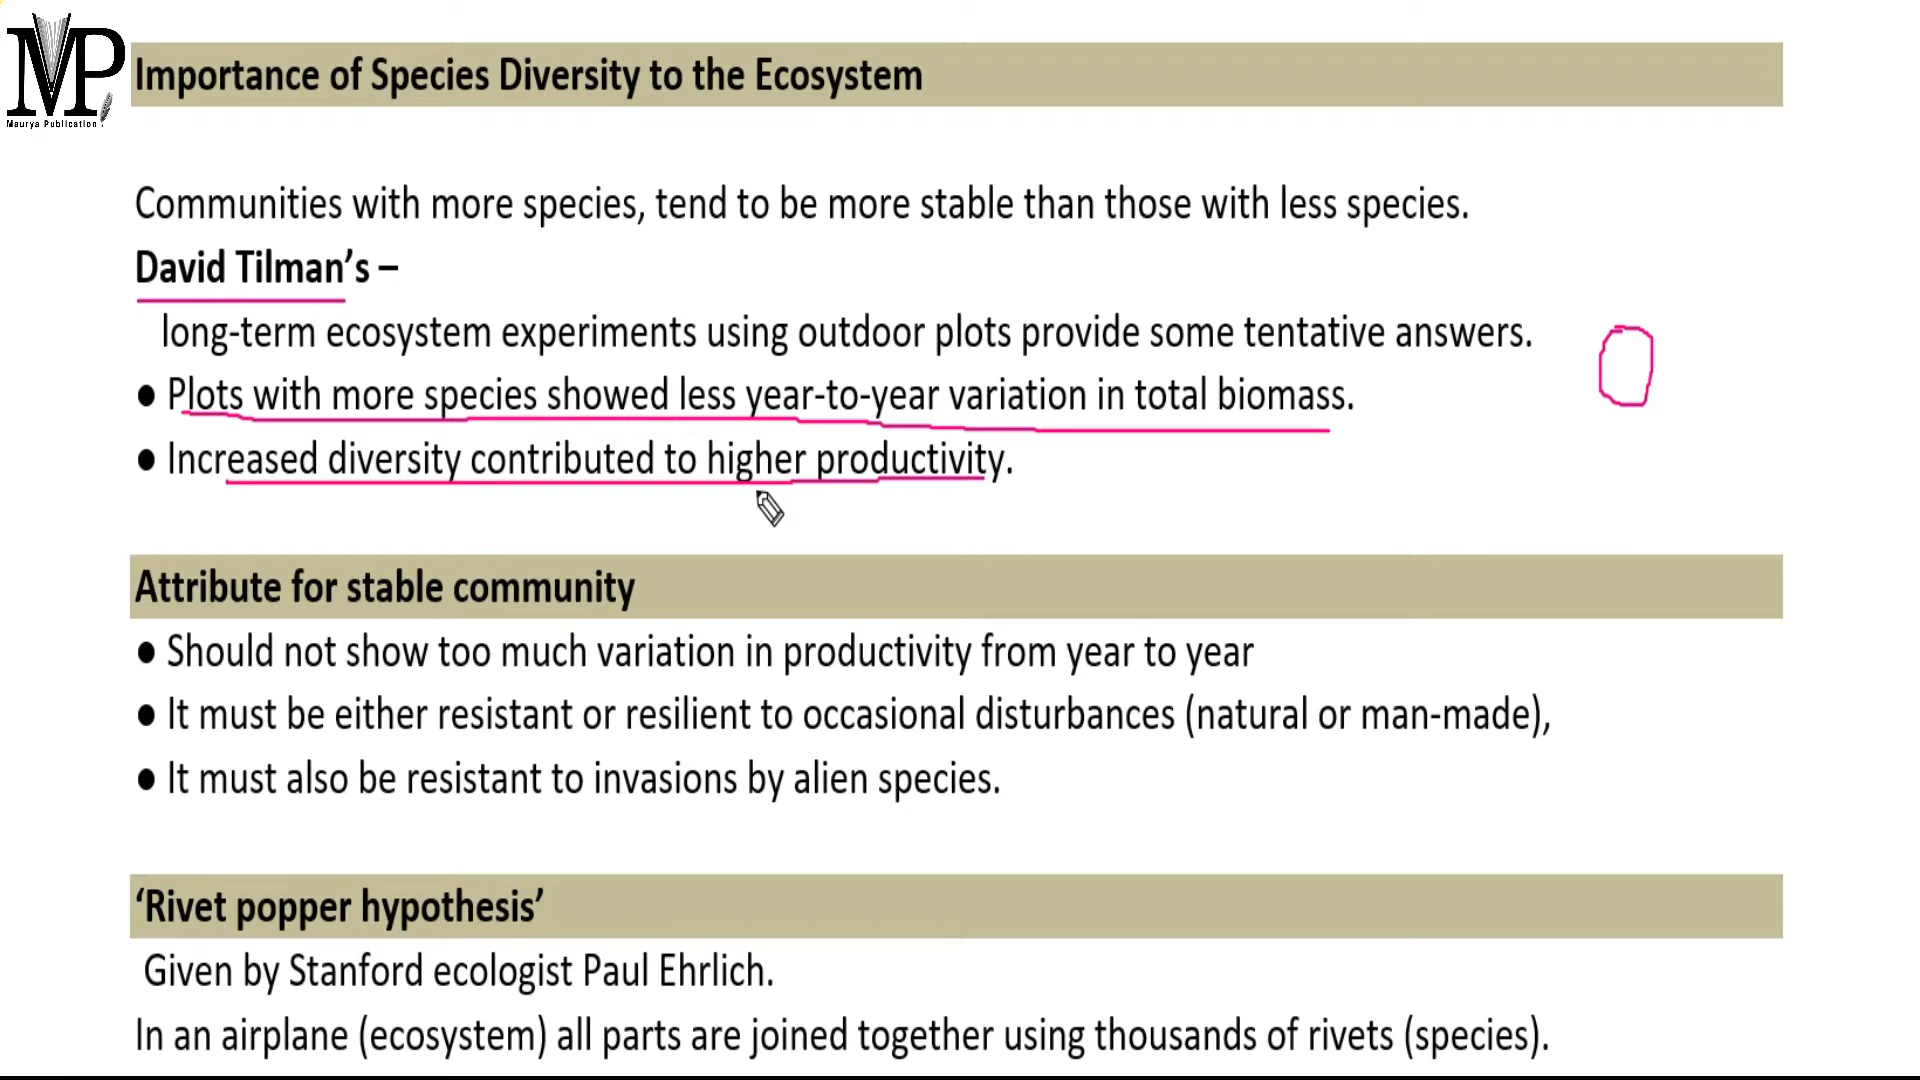 MP
Maurya Publication
Importance of Species Diversity to the Ecosystem
Communities with more species, tend to be more stable than those with less species.
David Tilman’s –
long-term ecosystem experiments using outdoor plots provide some tentative answers.
● Plots with more species showed less year-to-year variation in total biomass.
● Increased diversity contributed to higher productivity.
Attribute for stable community
● Should not show too much variation in productivity from year to year
● It must be either resistant or resilient to occasional disturbances (natural or man-made),
● It must also be resistant to invasions by alien species.
‘Rivet popper hypothesis’
Given by Stanford ecologist Paul Ehrlich.
In an airplane (ecosystem) all parts are joined together using thousands of rivets (species).